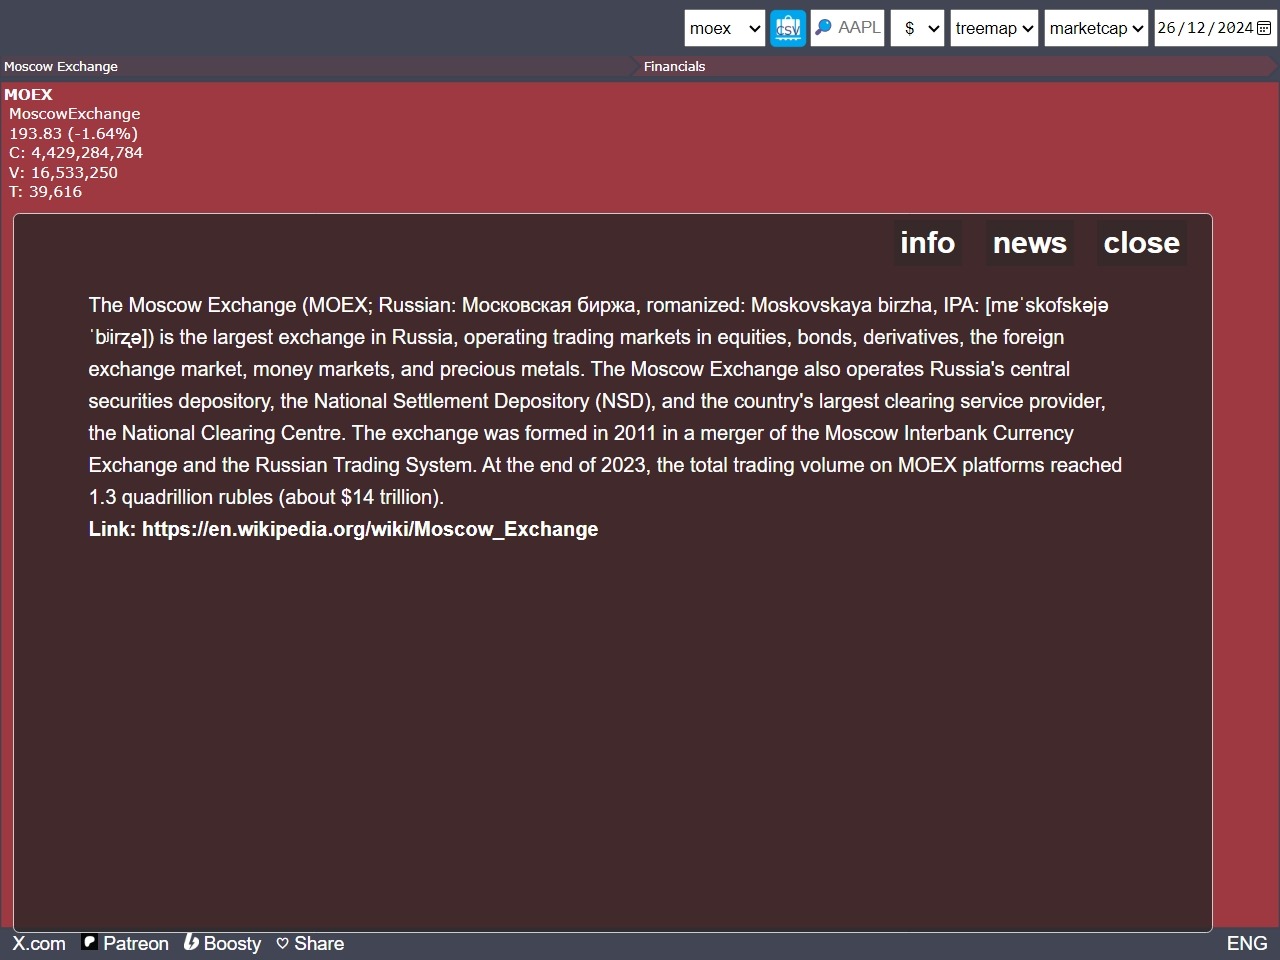 moex csv AAPL $ treemap marketcap 26/12/2024
Moscow Exchange Financials
MOEX
MoscowExchange
193.83 (-1.64%)
C: 4,429,284,784
V: 16,533,250
T: 39,616
info news close
The Moscow Exchange (MOEX; Russian: Московская биржа, romanized: Moskovskaya birzha, IPA: [mɐˈskofskəjə
ˈbʲirʐə]) is the largest exchange in Russia, operating trading markets in equities, bonds, derivatives, the foreign
exchange market, money markets, and precious metals. The Moscow Exchange also operates Russia's central
securities depository, the National Settlement Depository (NSD), and the country's largest clearing service provider,
the National Clearing Centre. The exchange was formed in 2011 in a merger of the Moscow Interbank Currency
Exchange and the Russian Trading System. At the end of 2023, the total trading volume on MOEX platforms reached
1.3 quadrillion rubles (about $14 trillion).
Link: https://en.wikipedia.org/wiki/Moscow_Exchange
X.com Patreon Boosty Share ENG